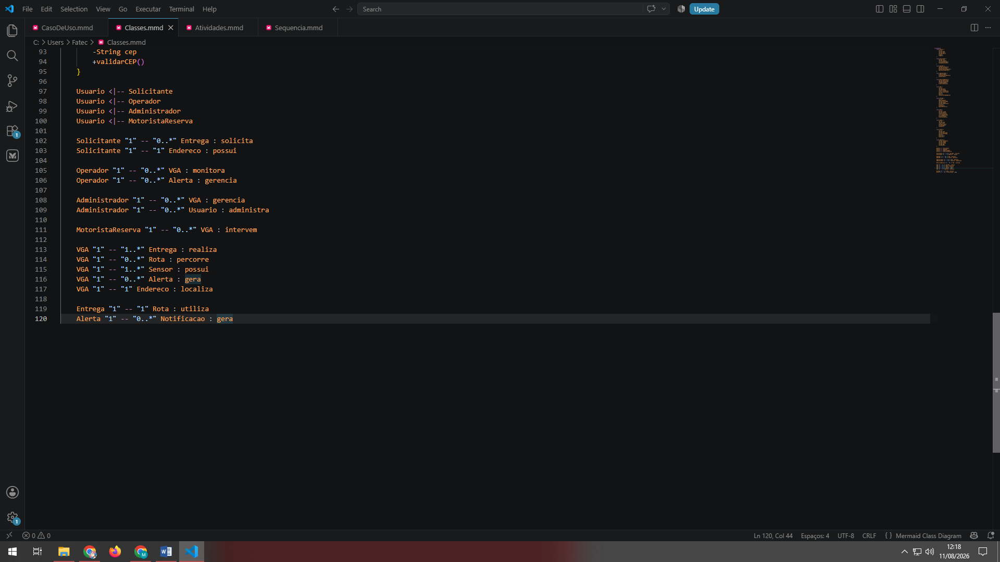 File Edit Selection View Go Executar Terminal Help
Search
Update
CasoDeUso.mmd
Classes.mmd
Atividades.mmd
Sequencia.mmd
C: > Users > Fatec > Classes.mmd
93 -String cep
94 +validarCEP()
95 }
96
97 Usuario <|-- Solicitante
98 Usuario <|-- Operador
99 Usuario <|-- Administrador
100 Usuario <|-- MotoristaReserva
101
102 Solicitante "1" -- "0..*" Entrega : solicita
103 Solicitante "1" -- "1" Endereco : possui
104
105 Operador "1" -- "0..*" VGA : monitora
106 Operador "1" -- "0..*" Alerta : gerencia
107
108 Administrador "1" -- "0..*" VGA : gerencia
109 Administrador "1" -- "0..*" Usuario : administra
110
111 MotoristaReserva "1" -- "0..*" VGA : intervem
112
113 VGA "1" -- "1..*" Entrega : realiza
114 VGA "1" -- "0..*" Rota : percorre
115 VGA "1" -- "1..*" Sensor : possui
116 VGA "1" -- "0..*" Alerta : gera
117 VGA "1" -- "1" Endereco : localiza
118
119 Entrega "1" -- "1" Rota : utiliza
120 Alerta "1" -- "0..*" Notificacao : gera
1
1
0 0
Ln 120, Col 44
Espaços: 4
UTF-8
CRLF
{ } Mermaid Class Diagram
M
W
12:18
11/08/2026